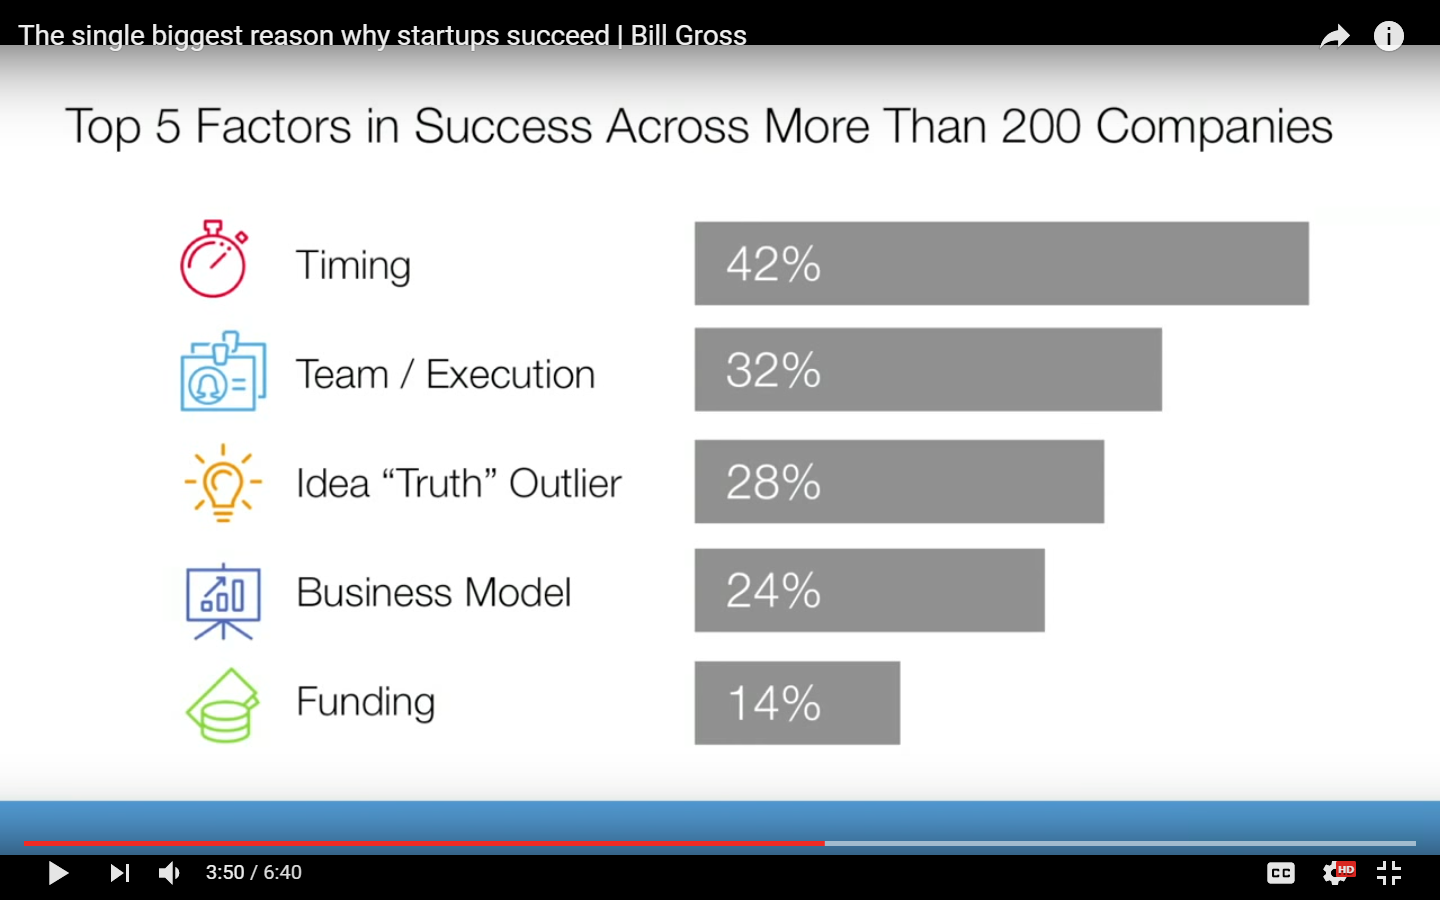 The single biggest reason why startups succeed | Bill Gross
Top 5 Factors in Success Across More Than 200 Companies
Timing
42%
Team / Execution
32%
Idea “Truth” Outlier
28%
Business Model
24%
Funding
14%
3:50 / 6:40
CC
HD